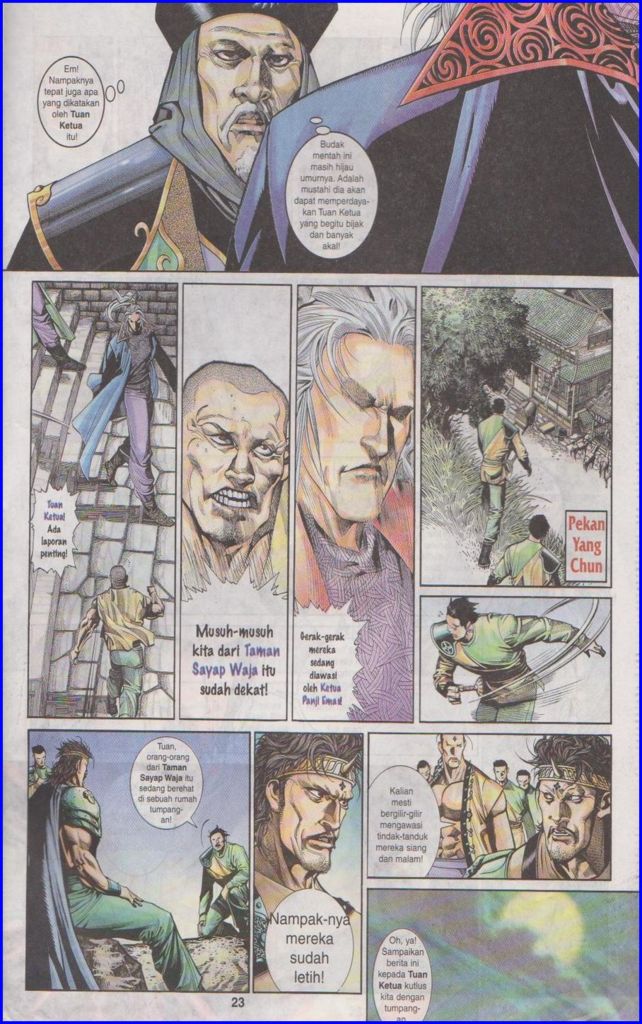 Em!
Nampaknya
tepat juga apa
yang dikatakan
oleh Tuan
Ketua
itu!
Budak
mentah ini
masih hijau
umurnya. Adalah
mustahi dia akan
dapat memperdaya-
kan Tuan Ketua
yang begitu bijak
dan banyak
akal!
Tuan
Ketua!
Ada
laporan
penting!
Musuh-musuh
kita dari Taman
Sayap Waja itu
sudah dekat!
Gerak-gerak
mereka
sedang
diawasi
oleh Ketua
Panji Emas!
Pekan
Yang
Chun
Tuan,
orang-orang
dari Taman
Sayap Waja itu
sedang berehat
di sebuah rumah
tumpang-
an!
Nampak-nya
mereka
sudah
letih!
Kalian
mesti
bergilir-gilir
mengawasi
tindak-tanduk
mereka siang
dan malam!
Oh, ya!
Sampaikan
berita ini
kepada Tuan
Ketua kutlus
kita dengan
tumpang-
an
23